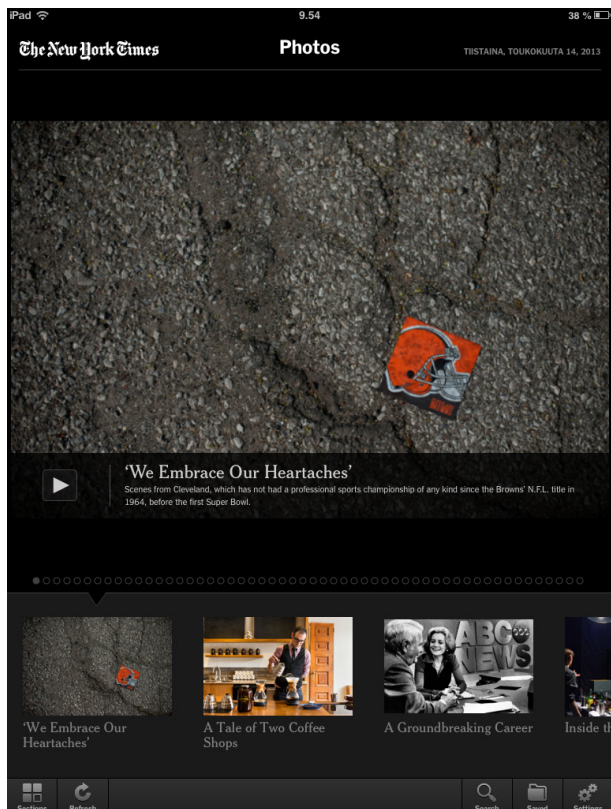 iPad 9.54 38 %
The New York Times Photos TIISTAINA, TOUKOKUUTA 14, 2013
'We Embrace Our Heartaches'
Scenes from Cleveland, which has not had a professional sports championship of any kind since the Browns' N.F.L. title in
1964, before the first Super Bowl.
ABC
NEWS
'We Embrace Our
Heartaches'
A Tale of Two Coffee
Shops
A Groundbreaking Career
Inside th
Sections Refresh Search Saved Settings